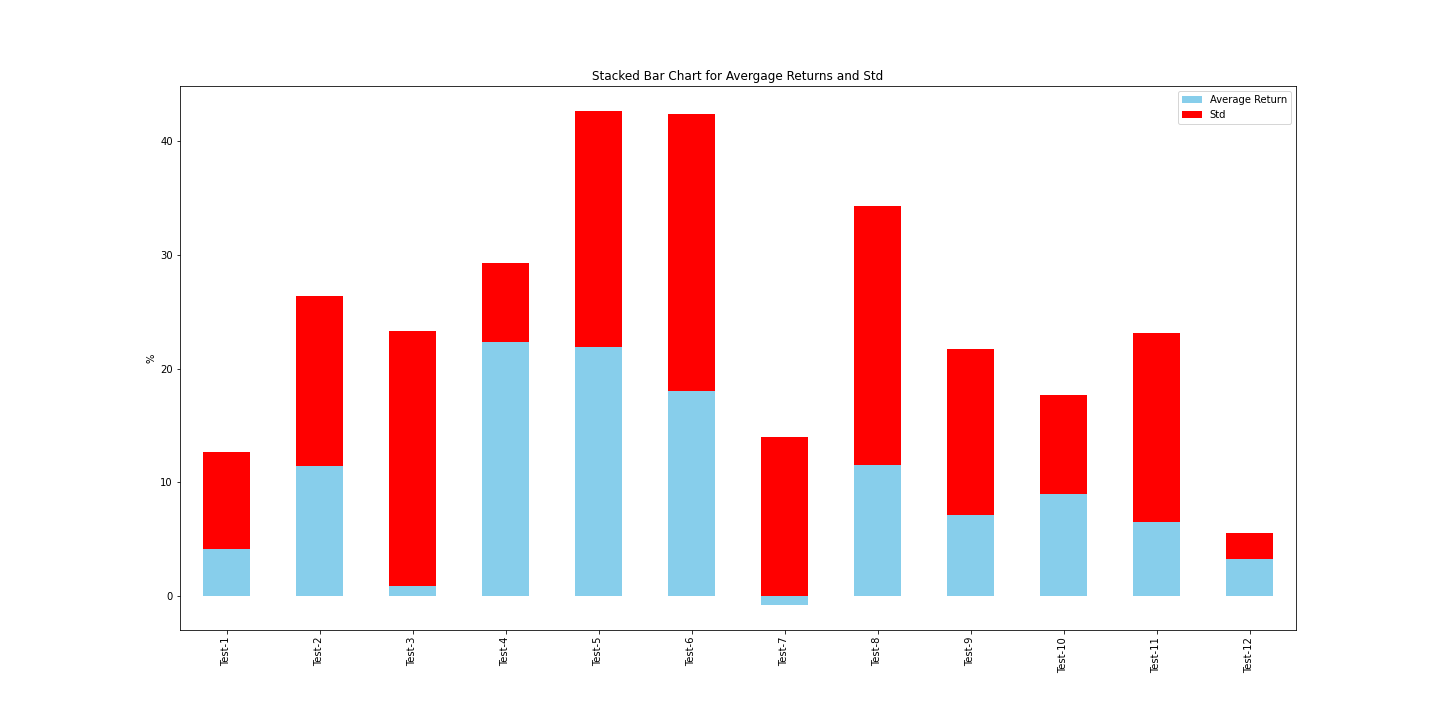 Stacked Bar Chart for Avergage Returns and Std
Average Return
Std
%
40
30
20
10
0
Test-1
Test-2
Test-3
Test-4
Test-5
Test-6
Test-7
Test-8
Test-9
Test-10
Test-11
Test-12